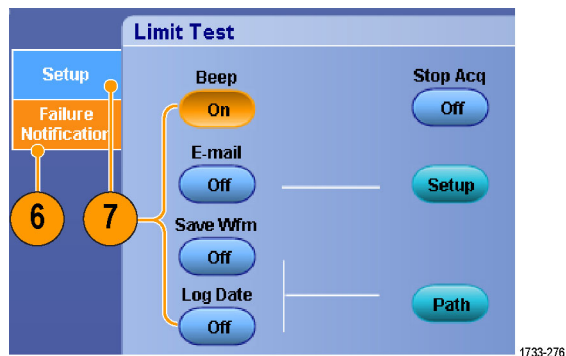 Limit Test
Setup
Failure
Notification
Beep
On
Stop Acq
Off
E-mail
Off
Setup
Save Wfm
Off
Log Date
Off
Path
6
7
1733-276